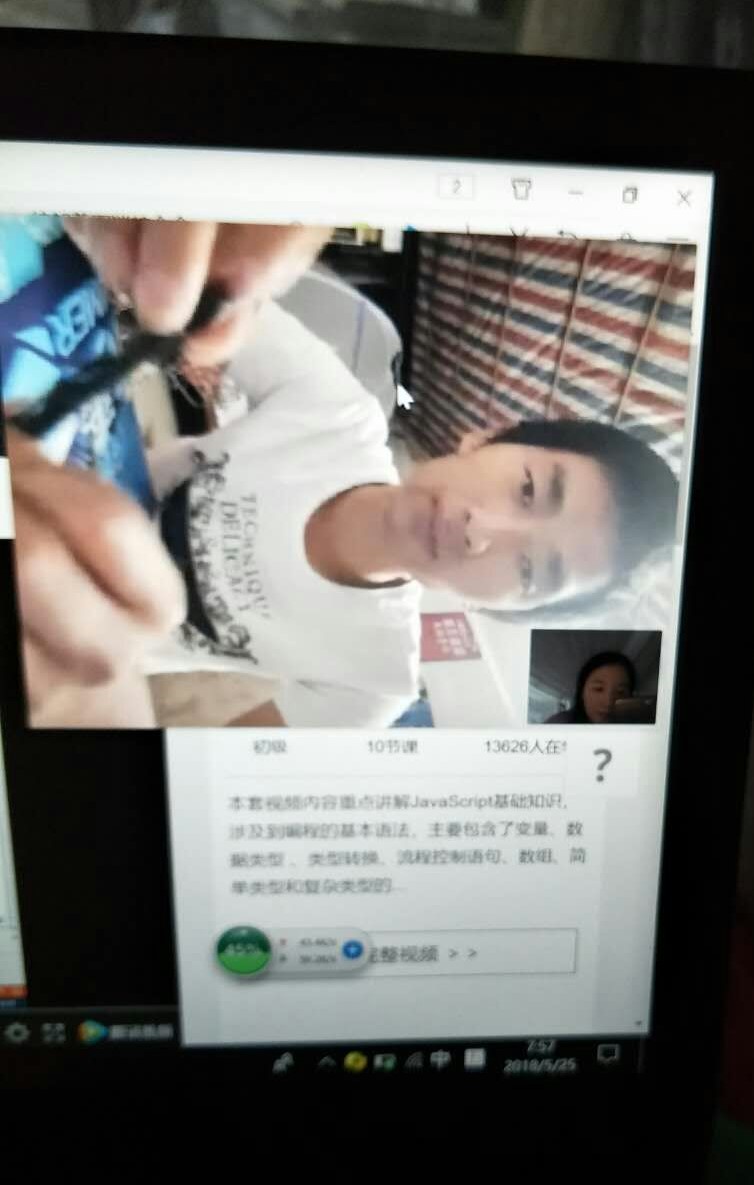 2
TECHNIQU
DELICACY
初级 10节课 13626人在
?
本套视频内容重点讲解JavaScript基础知识,
涉及到编程的基本语法、主要包含了变量、数
据类型 、类型转换、流程控制语句、数组、简
单类型和复杂类型的...
完整视频 > >
中
7:57
2018/5/25